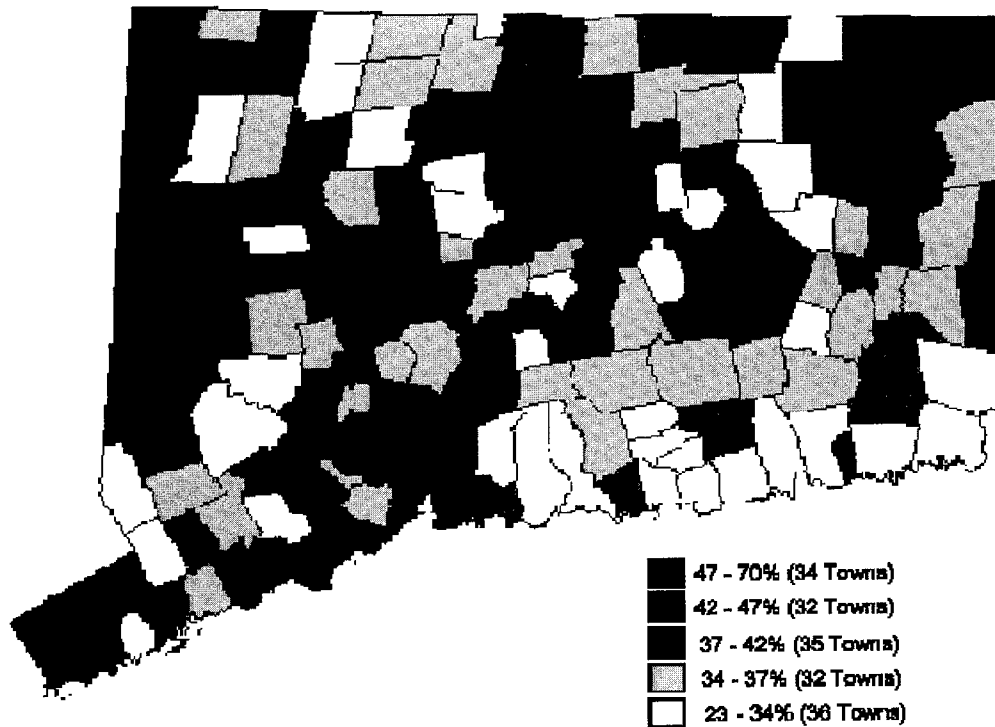 47 - 70% (34 Towns)
42 - 47% (32 Towns)
37 - 42% (35 Towns)
34 - 37% (32 Towns)
23 - 34% (36 Towns)